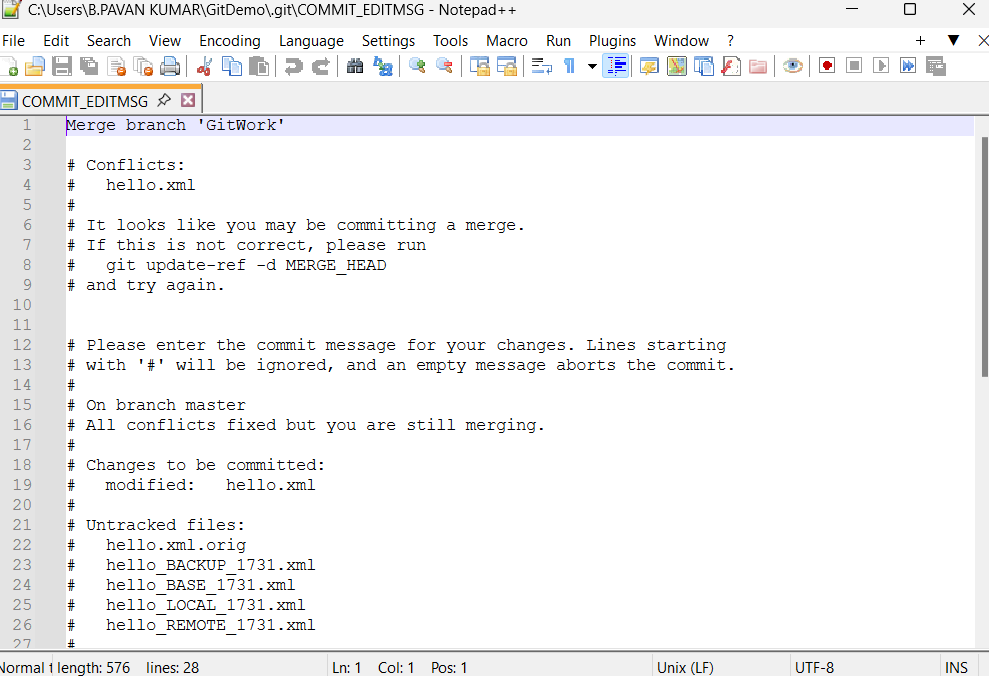 C:\Users\B.PAVAN KUMAR\GitDemo\.git\COMMIT_EDITMSG - Notepad++
File Edit Search View Encoding Language Settings Tools Macro Run Plugins Window ? + ▼ X
COMMIT_EDITMSG
1 Merge branch 'GitWork'
2
3 # Conflicts:
4 #   hello.xml
5 #
6 # It looks like you may be committing a merge.
7 # If this is not correct, please run
8 #   git update-ref -d MERGE_HEAD
9 # and try again.
10
11
12 # Please enter the commit message for your changes. Lines starting
13 # with '#' will be ignored, and an empty message aborts the commit.
14 #
15 # On branch master
16 # All conflicts fixed but you are still merging.
17 #
18 # Changes to be committed:
19 #   modified:   hello.xml
20 #
21 # Untracked files:
22 #   hello.xml.orig
23 #   hello_BACKUP_1731.xml
24 #   hello_BASE_1731.xml
25 #   hello_LOCAL_1731.xml
26 #   hello_REMOTE_1731.xml
27 #
Normal t length: 576 lines: 28 Ln: 1 Col: 1 Pos: 1 Unix (LF) UTF-8 INS